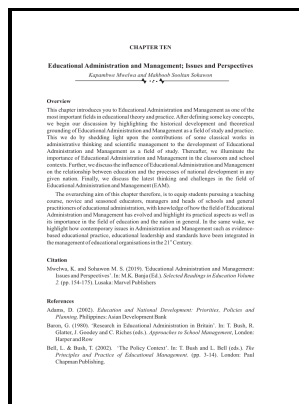 CHAPTER TEN
Educational Administration and Management; Issues and Perspectives
Kapambwe Mwelwa and Mahboob Soolian Sohawon
Overview
This chapter introduces you to Educational Administration and Management as one of the
most important fields in educational theory and practice. After defining some key concepts,
we begin our discussion by highlighting the historical development and theoretical
grounding of Educational Administration and Management as a field of study and practice.
This we do by shedding light upon the contributions of some classical works in
administrative thinking and scientific management to the development of Educational
Administration and Management as a field of study. Thereafter, we illuminate the
importance of Educational Administration and Management in the classroom and school
contexts. Further, we discuss the influence of Educational Administration and Management
on the relationship between education and the processes of national development in any
given nation. Finally, we discuss the latest thinking and challenges in the field of
Educational Administration and Management (EAM).
The overarching aim of this chapter therefore, is to equip students pursuing a teaching
course, novice and seasoned educators, managers and heads of schools and general
practitioners of educational administration, with knowledge of how the field of Educational
Administration and Management has evolved and highlight its practical aspects as well as
its importance in the field of education and the nation in general. In the same wake, we
highlight how contemporary issues in Administration and Management such as evidence-
based educational practice, educational leadership and standards have been integrated in
the management of educational organisations in the 21st Century.
Citation
Mwelwa, K. and Sohawon M. S. (2019). 'Educational Administration and Management:
Issues and Perspectives'. In: M.K. Banja (Ed.), Selected Readings in Education Volume
2. (pp. 154-175). Lusaka: Marvel Publishers
References
Adams, D. (2002). Education and National Development: Priorities, Policies and
Planning. Philippines: Asian Development Bank
Baron, G. (1980). 'Research in Educational Administration in Britain'. In: T. Bush, R.
Glatter, J. Goodey and C. Riches (eds.). Approaches to School Management, London:
Harper and Row
Bell, L. & Bush, T. (2002). 'The Policy Context'. In: T. Bush and L. Bell (eds.). The
Principles and Practice of Educational Management. (pp. 3-14). London: Paul
Chapman Publishing.